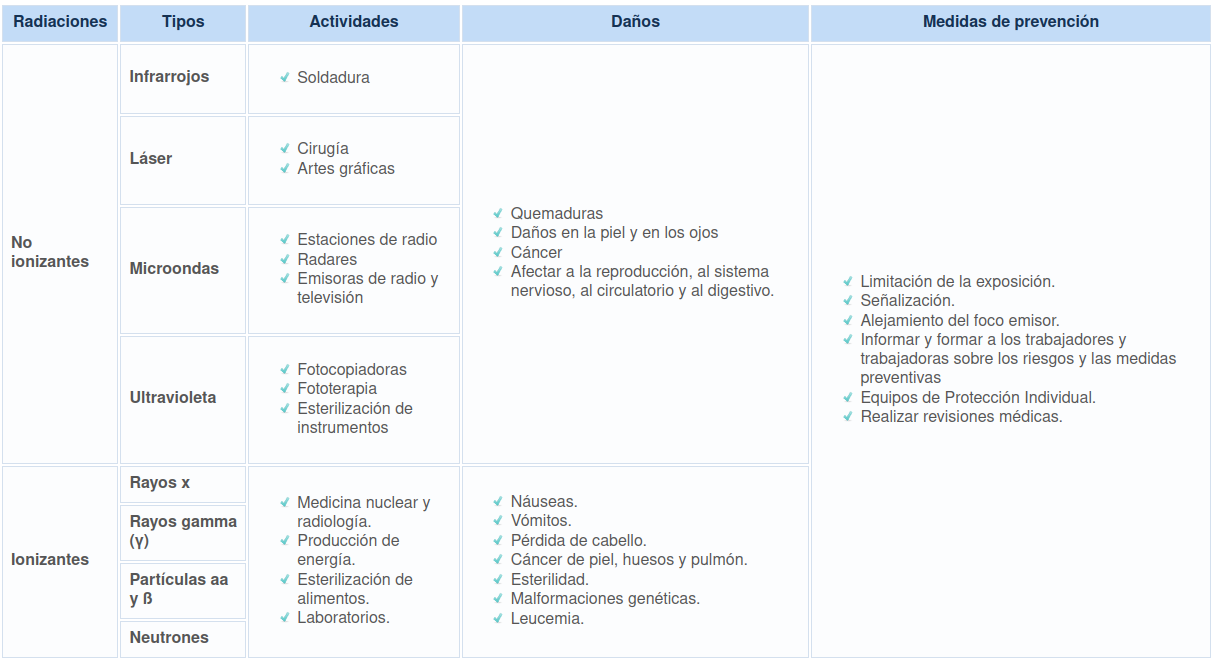 Radiaciones Tipos Actividades Daños Medidas de prevención
No
ionizantes
Infrarrojos
Soldadura
Láser
Cirugía
Artes gráficas
Microondas
Estaciones de radio
Radares
Emisoras de radio y
televisión
Ultravioleta
Fotocopiadoras
Fototerapia
Esterilización de
instrumentos
Quemaduras
Daños en la piel y en los ojos
Cáncer
Afectar a la reproducción, al sistema
nervioso, al circulatorio y al digestivo.
Limitación de la exposición.
Señalización.
Alejamiento del foco emisor.
Informar y formar a los trabajadores y
trabajadoras sobre los riesgos y las medidas
preventivas
Equipos de Protección Individual.
Realizar revisiones médicas.
Ionizantes
Rayos x
Rayos gamma
(γ)
Partículas aa
y ß
Neutrones
Medicina nuclear y
radiología.
Producción de
energía.
Esterilización de
alimentos.
Laboratorios.
Náuseas.
Vómitos.
Pérdida de cabello.
Cáncer de piel, huesos y pulmón.
Esterilidad.
Malformaciones genéticas.
Leucemia.